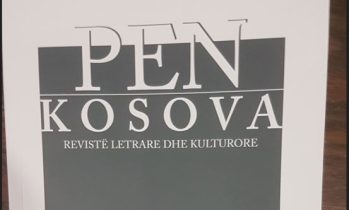 PEN
KOSOVA
REVISTË LETRARE DHE KULTURORE